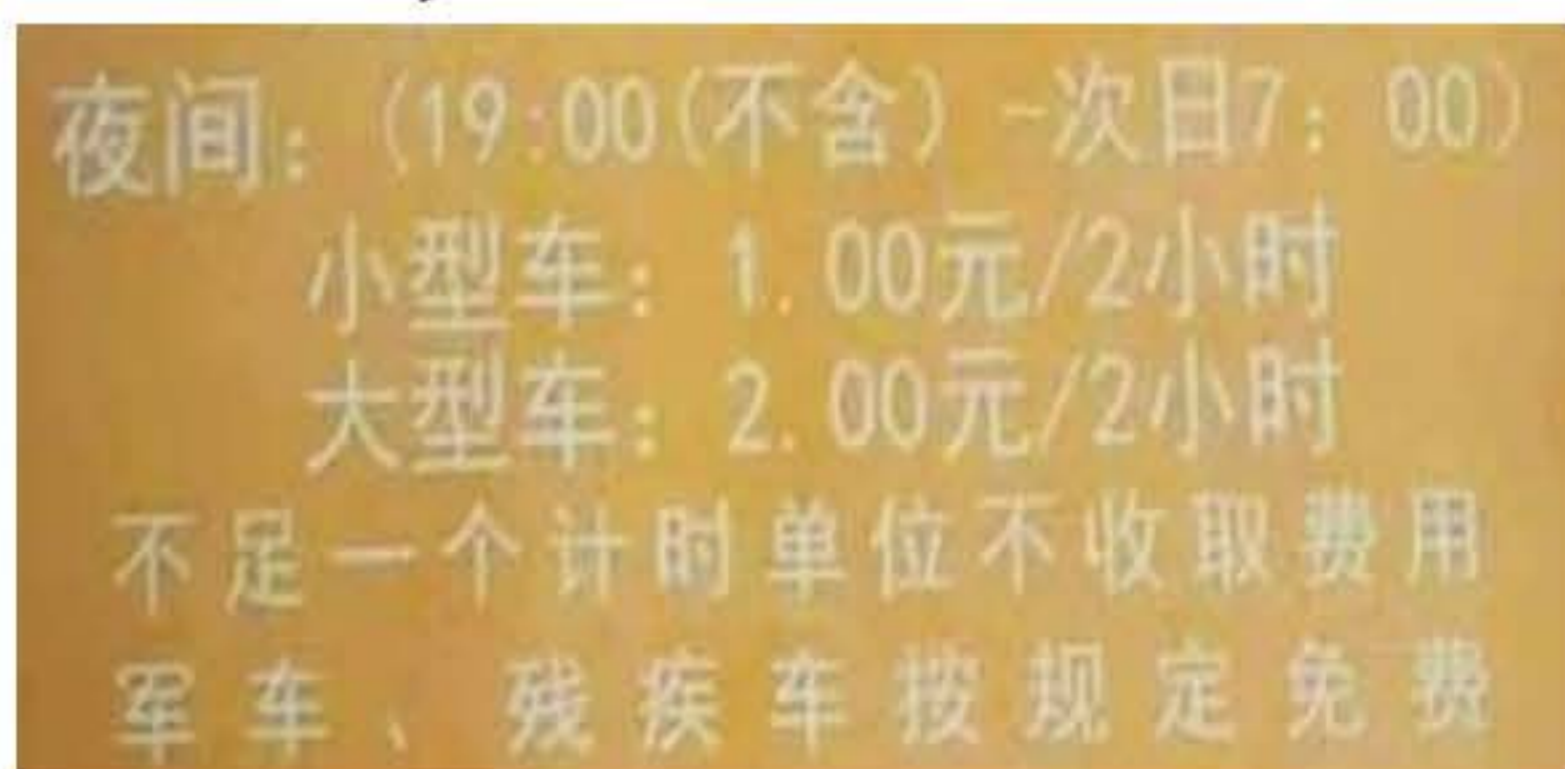 夜间：(19:00(不含)-次日7：00)
小型车：1.00元/2小时
大型车：2.00元/2小时
不足一个计时单位不收取费用
军车、残疾车按规定免费